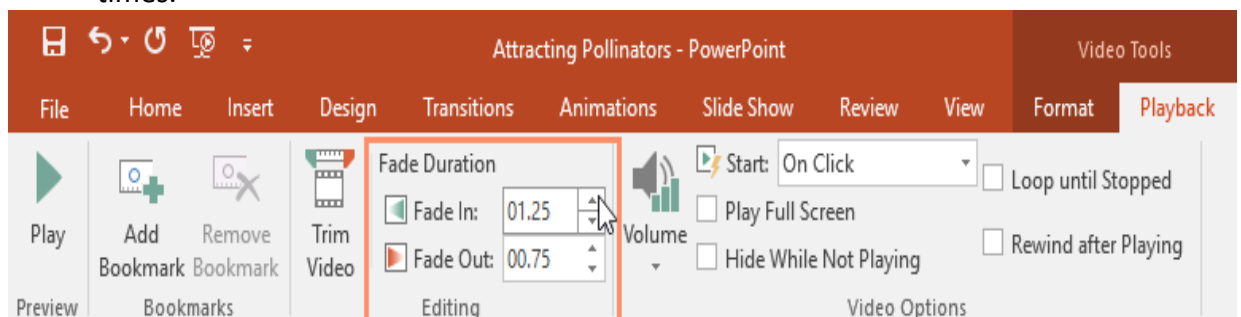 times.
Attracting Pollinators - PowerPoint
Video Tools
File Home Insert Design Transitions Animations Slide Show Review View Format Playback
Play
Add Bookmark
Remove Bookmark
Trim Video
Fade Duration
Fade In: 01.25
Fade Out: 00.75
Volume
Start: On Click
Play Full Screen
Hide While Not Playing
Loop until Stopped
Rewind after Playing
Preview Bookmarks Editing Video Options